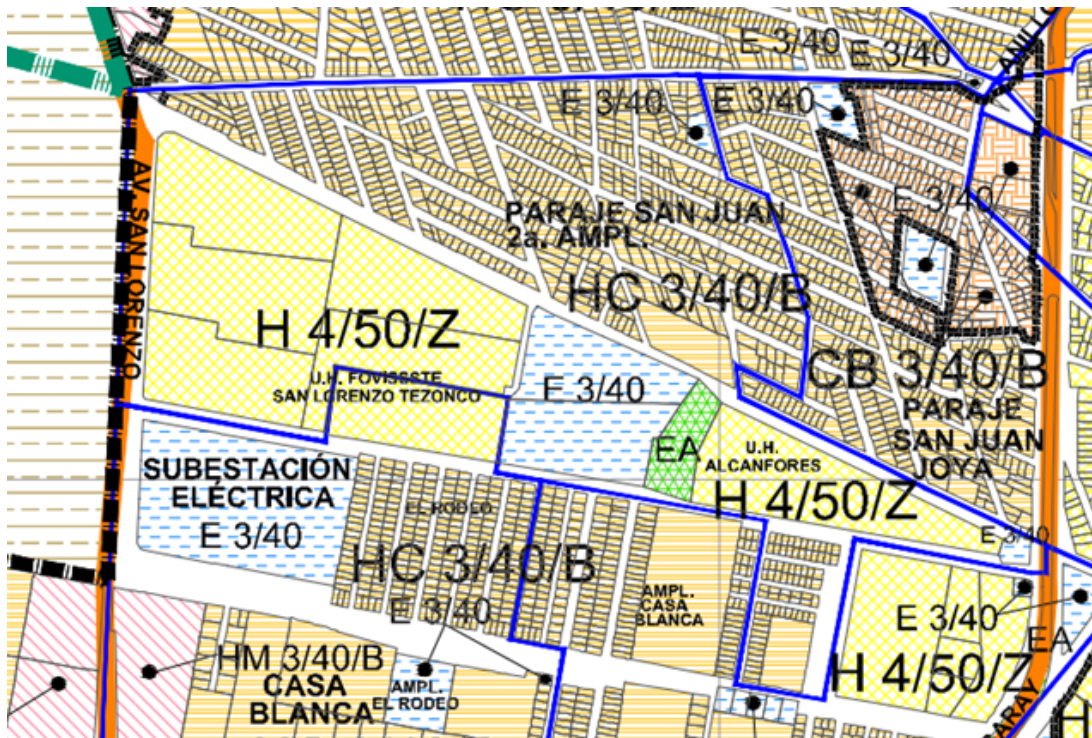 E 3/40
E 3/40
E 3/40
E 3/40
AV. SAN LORENZO
E 3/40
PARAJE SAN JUAN
2a. AMPL.
HC 3/40/B
H 4/50/Z
U.H. FOVISSSTE
SAN LORENZO TEZONCO
E 3/40
CB 3/40/B
PARAJE
SAN JUAN
JOYA
EA
U.H.
ALCANFORES
H 4/50/Z
SUBESTACIÓN
ELÉCTRICA
E 3/40
EL RODEO
E 3/40
HC 3/40/B
E 3/40
AMPL.
CASA
BLANCA
E 3/40
EA
HM 3/40/B
CASA
BLANCA
AMPL.
EL RODEO
H 4/50/Z
H